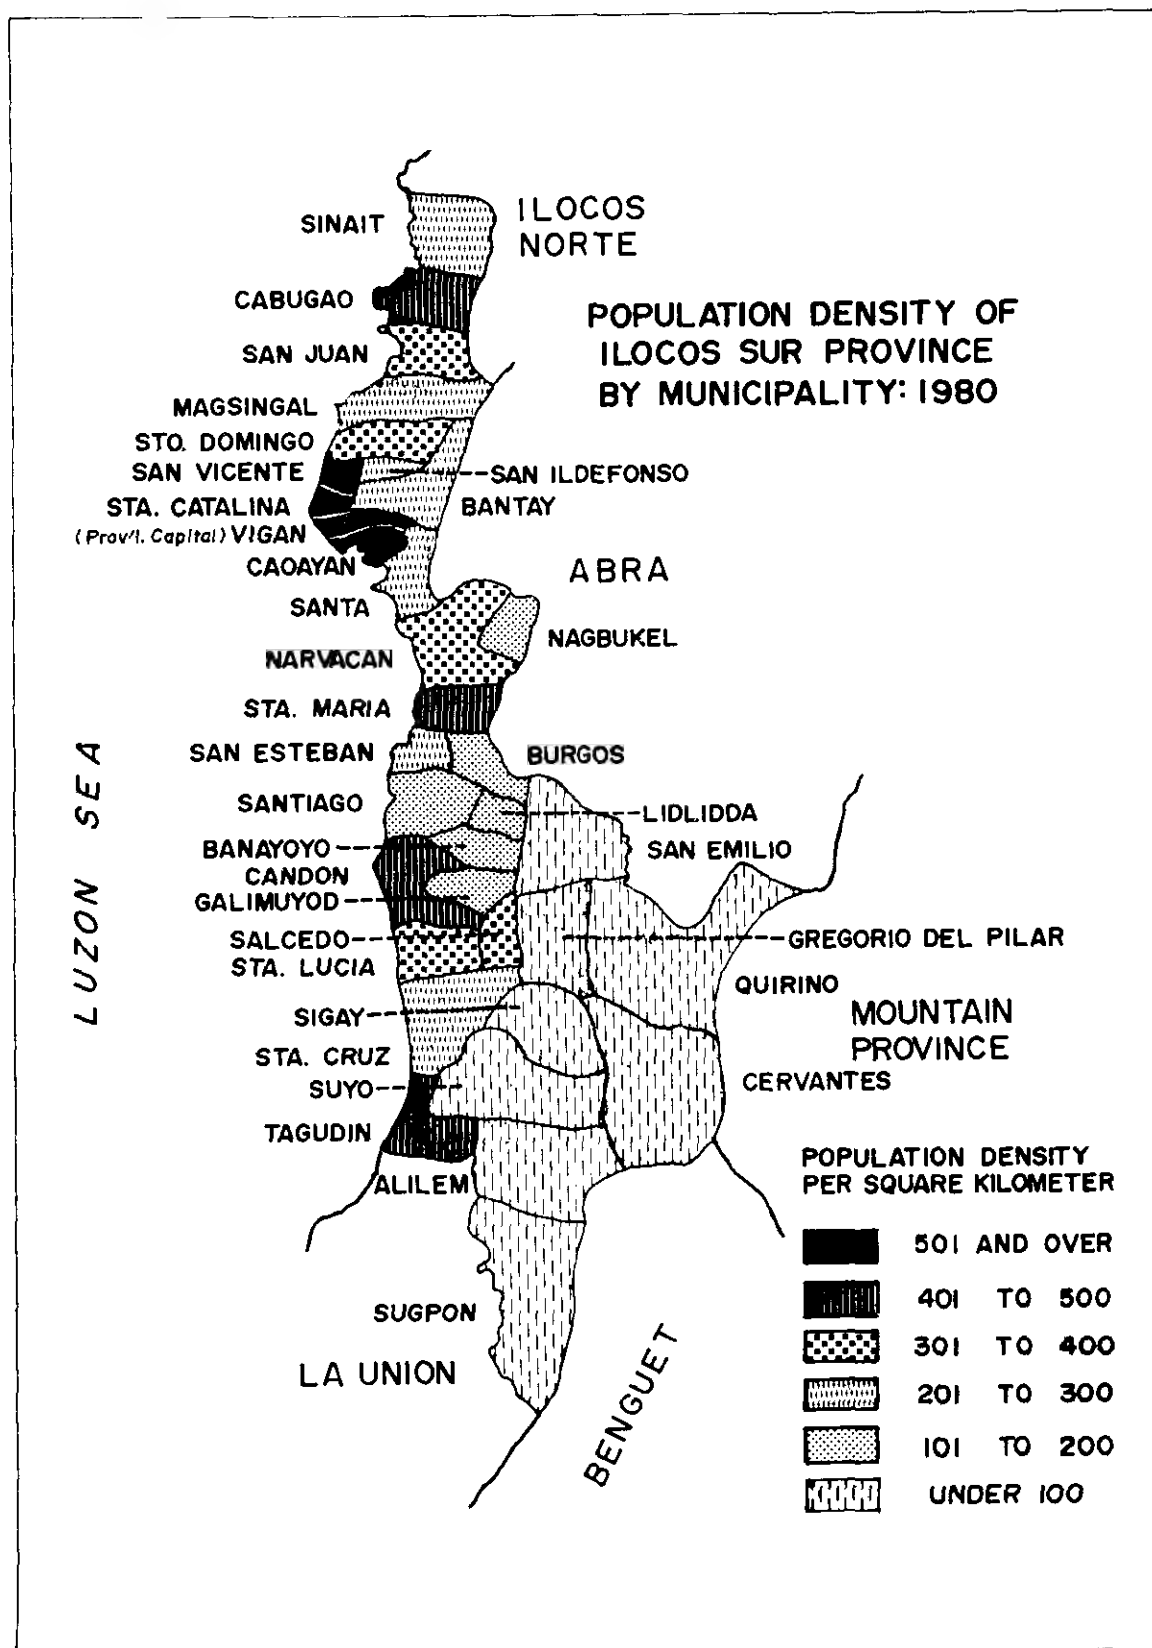 SINAIT
ILOCOS
NORTE
CABUGAO
POPULATION DENSITY OF
ILOCOS SUR PROVINCE
BY MUNICIPALITY: 1980
SAN JUAN
MAGSINGAL
STO. DOMINGO
SAN VICENTE
SAN ILDEFONSO
STA. CATALINA
BANTAY
(Prov'l. Capital) VIGAN
CAOAYAN
ABRA
SANTA
NAGBUKEL
NARVACAN
STA. MARIA
SAN ESTEBAN
BURGOS
LUZON SEA
SANTIAGO
LIDLIDDA
BANAYOYO
SAN EMILIO
CANDON
GALIMUYOD
SALCEDO
GREGORIO DEL PILAR
STA. LUCIA
QUIRINO
SIGAY
MOUNTAIN
PROVINCE
STA. CRUZ
SUYO
CERVANTES
TAGUDIN
ALILEM
POPULATION DENSITY
PER SQUARE KILOMETER
501 AND OVER
401 TO 500
SUGPON
301 TO 400
LA UNION
201 TO 300
BENGUET
101 TO 200
UNDER 100